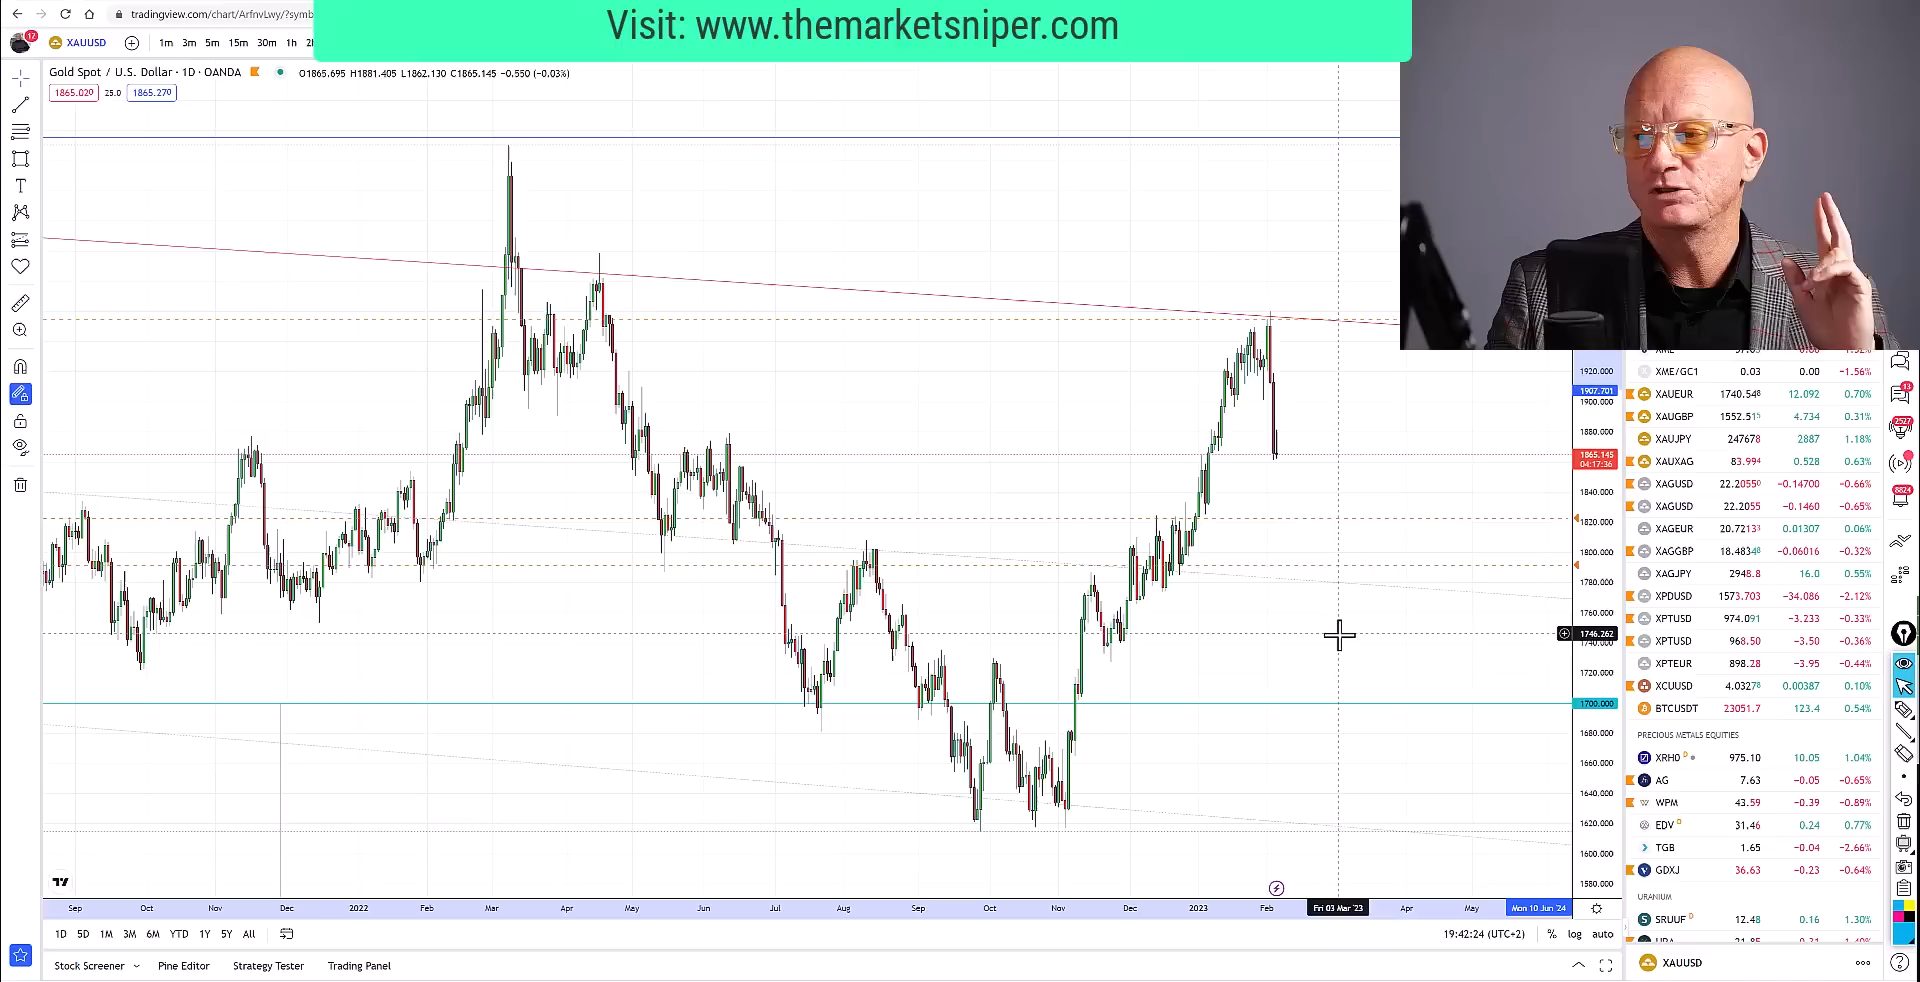 Visit: www.themarketsniper.com
tradingview.com/chart/ArfnvLwy/?symb
12
XAUUSD
1m 3m 5m 15m 30m 1h
Gold Spot / U.S. Dollar · 1D · OANDA
O1865.695 H1881.405 L1862.130 C1865.145 −0.550 (−0.03%)
1865.020 25.0 1865.270
1920.000
1907.701
1900.000
1880.000
1865.145
04:17:36
1840.000
1820.000
1800.000
1780.000
1760.000
1746.262
1740.000
1720.000
1700.000
1680.000
1660.000
1640.000
1620.000
1600.000
1580.000
Sep Oct Nov Dec 2022 Feb Mar Apr May Jun Jul Aug Sep Oct Nov Dec 2023 Feb Fri 03 Mar '23 Apr May Mon 10 Jun '24
1D 5D 1M 3M 6M YTD 1Y 5Y All
19:42:24 (UTC+2) % log auto
Stock Screener Pine Editor Strategy Tester Trading Panel
XME/GC1 0.03 0.00 −1.56%
XAUEUR 1740.548 12.092 0.70%
XAUGBP 1552.515 4.734 0.31%
XAUJPY 247678 2887 1.18%
XAUXAG 83.994 0.528 0.63%
XAGUSD 22.2055 0 −0.14700 −0.66%
XAGUSD 22.2055 −0.1460 −0.65%
XAGEUR 20.7213 3 0.01307 0.06%
XAGGBP 18.4834 8 −0.06016 −0.32%
XAGJPY 2948.8 16.0 0.55%
XPDUSD 1573.703 −34.086 −2.12%
XPTUSD 974.091 −3.233 −0.33%
XPTUSD 968.50 −3.50 −0.36%
XPTEUR 898.28 −3.95 −0.44%
XCUUSD 4.0327 8 0.00387 0.10%
BTCUSDT 23051.7 123.4 0.54%
PRECIOUS METALS EQUITIES
XRH0 D 975.10 10.05 1.04%
AG 7.63 −0.05 −0.65%
WPM 43.59 −0.39 −0.89%
EDV D 31.46 0.24 0.77%
TGB 1.65 −0.04 −2.66%
GDXJ 36.63 −0.23 −0.64%
URANIUM
SRUUF D 12.48 0.16 1.30%
XAUUSD
13
2527
8824